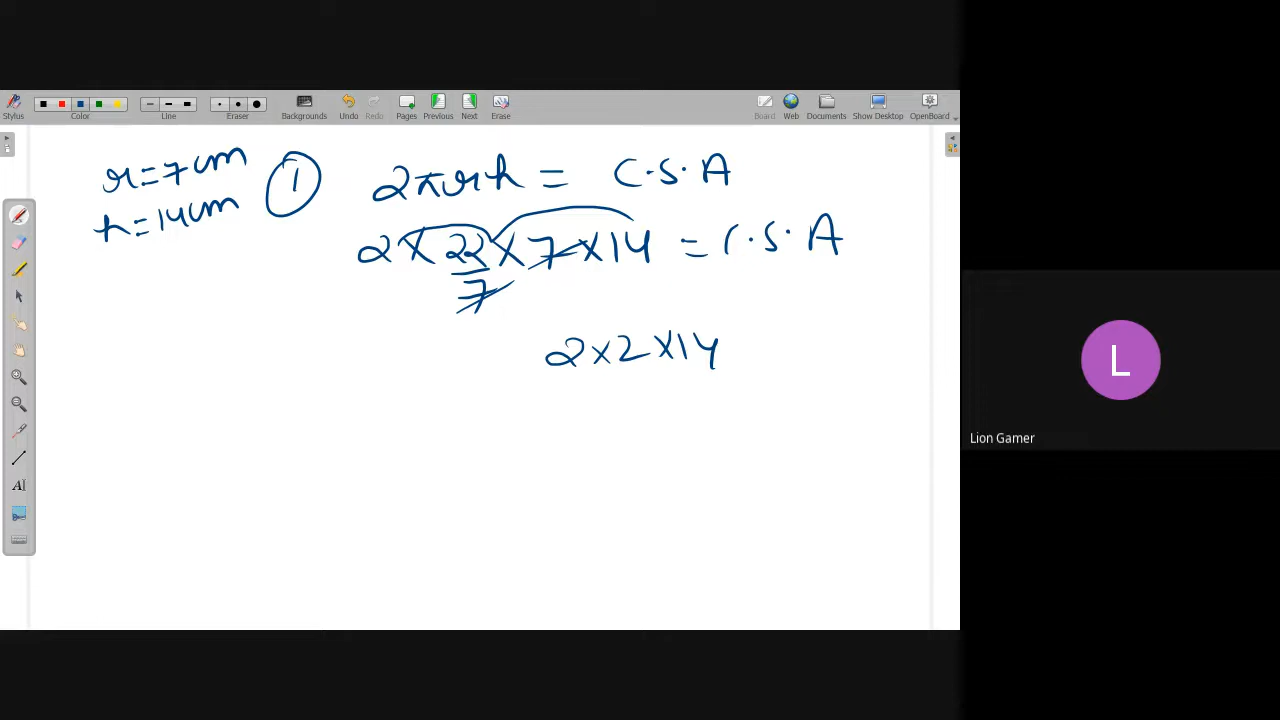 Stylus
Color
Line
Eraser
Backgrounds
Undo
Redo
Pages
Previous
Next
Erase
Board
Web
Documents
Show Desktop
OpenBoard
r=7cm
h=14cm
1
2πrh = C.S.A
2 × 22/7 × 7 × 14 = C.S.A
2×2×14
L
Lion Gamer